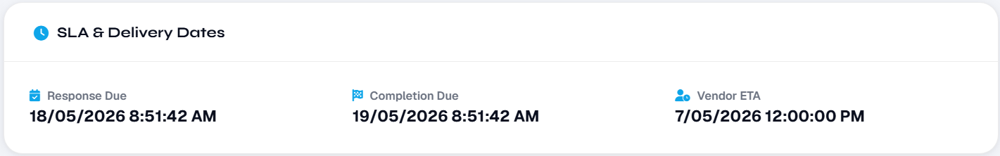 SLA & Delivery Dates
Response Due
18/05/2026 8:51:42 AM
Completion Due
19/05/2026 8:51:42 AM
Vendor ETA
7/05/2026 12:00:00 PM